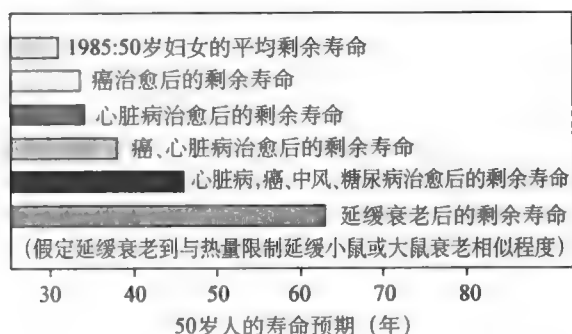 1985:50岁妇女的平均剩余寿命
癌治愈后的剩余寿命
心脏病治愈后的剩余寿命
癌、心脏病治愈后的剩余寿命
心脏病,癌、中风、糖尿病治愈后的剩余寿命
延缓衰老后的剩余寿命
(假定延缓衰老到与热量限制延缓小鼠或大鼠衰老相似程度)
30 40 50 60 70 80
50岁人的寿命预期(年)